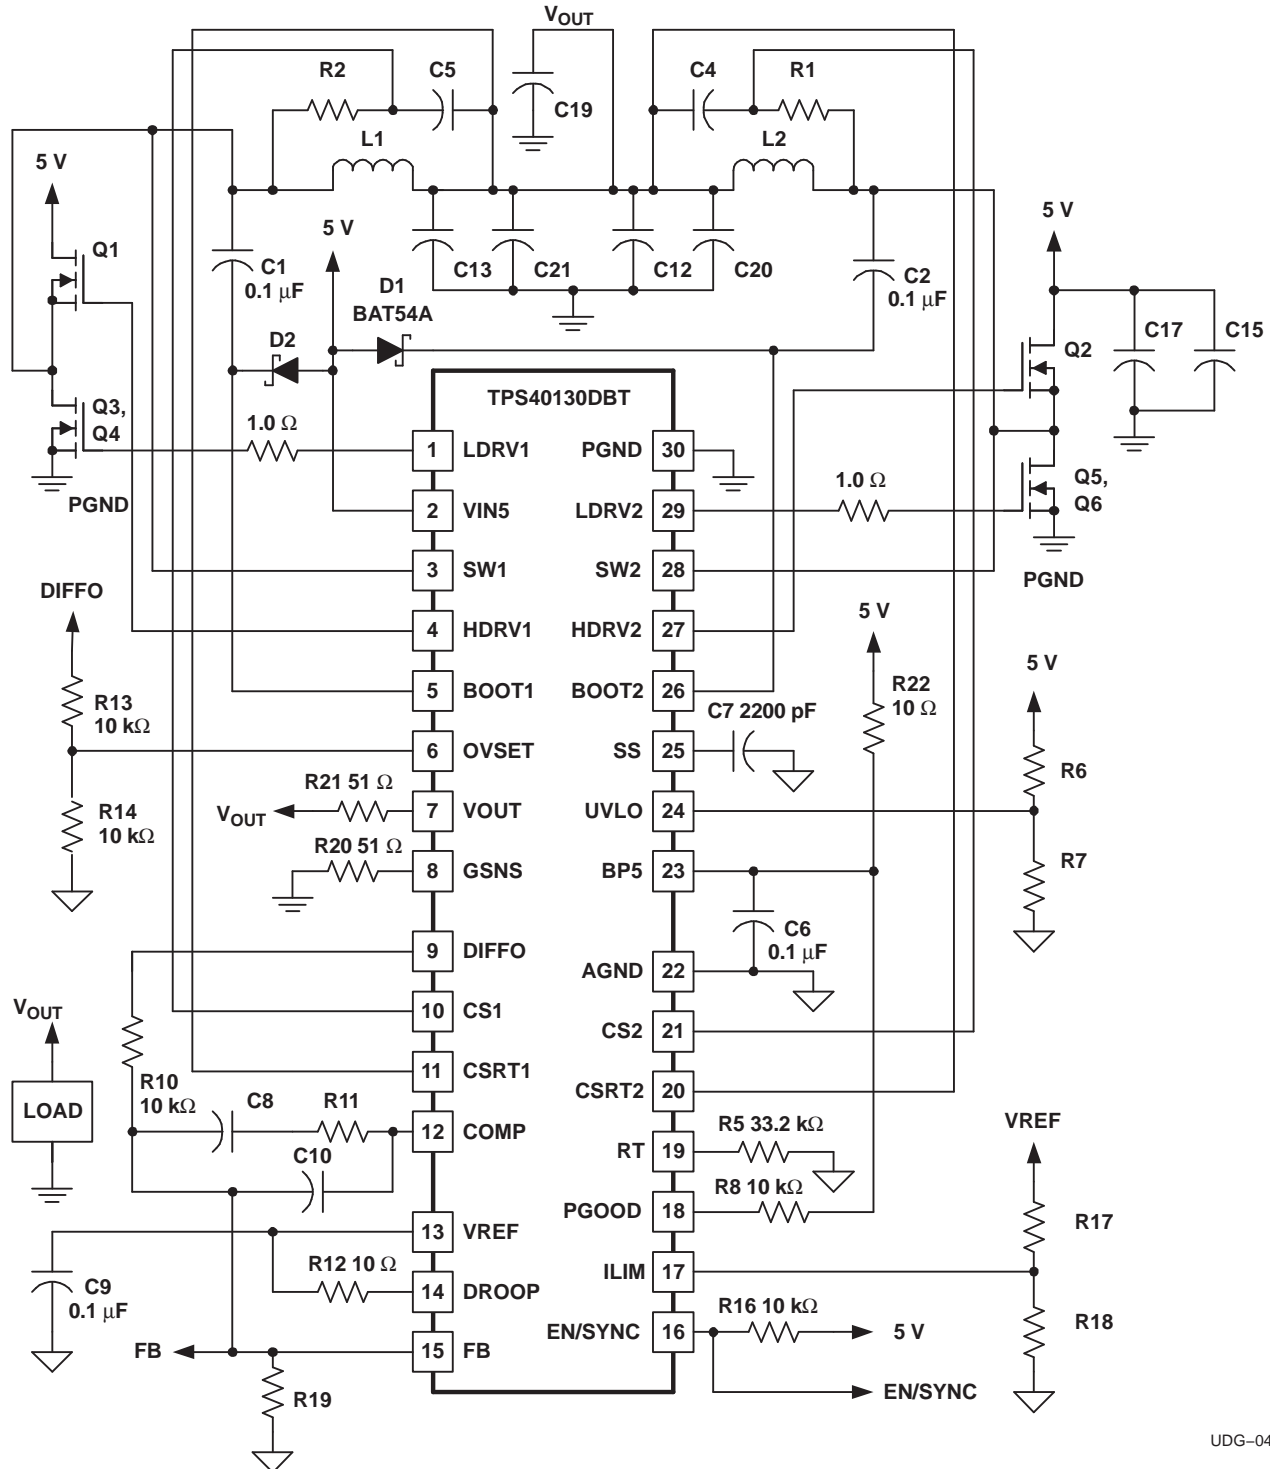 VOUT
R2
C5
C19
C4
R1
L1
L2
5 V
5 V
5 V
Q1
C1
0.1 µF
C13
C21
C12
C20
C2
0.1 µF
D1
BAT54A
D2
Q2
C17
C15
TPS40130DBT
Q3,
Q4
1.0 Ω
1 LDRV1
PGND 30
PGND
1.0 Ω
Q5,
Q6
2 VIN5
LDRV2 29
3 SW1
SW2 28
PGND
DIFFO
4 HDRV1
HDRV2 27
5 V
5 V
R13
10 kΩ
5 BOOT1
BOOT2 26
R22
10 Ω
C7 2200 pF
6 OVSET
SS 25
R6
R14
10 kΩ
R21 51 Ω
VOUT
7 VOUT
UVLO 24
R20 51 Ω
8 GSNS
BP5 23
R7
C6
0.1 µF
9 DIFFO
AGND 22
VOUT
10 CS1
CS2 21
11 CSRT1
CSRT2 20
R10
10 kΩ
LOAD
C8
R11
12 COMP
RT 19
R5 33.2 kΩ
VREF
C10
R8 10 kΩ
PGOOD 18
13 VREF
R17
R12 10 Ω
ILIM 17
C9
0.1 µF
14 DROOP
R16 10 kΩ
R18
EN/SYNC 16
5 V
FB
15 FB
EN/SYNC
R19
UDG–04